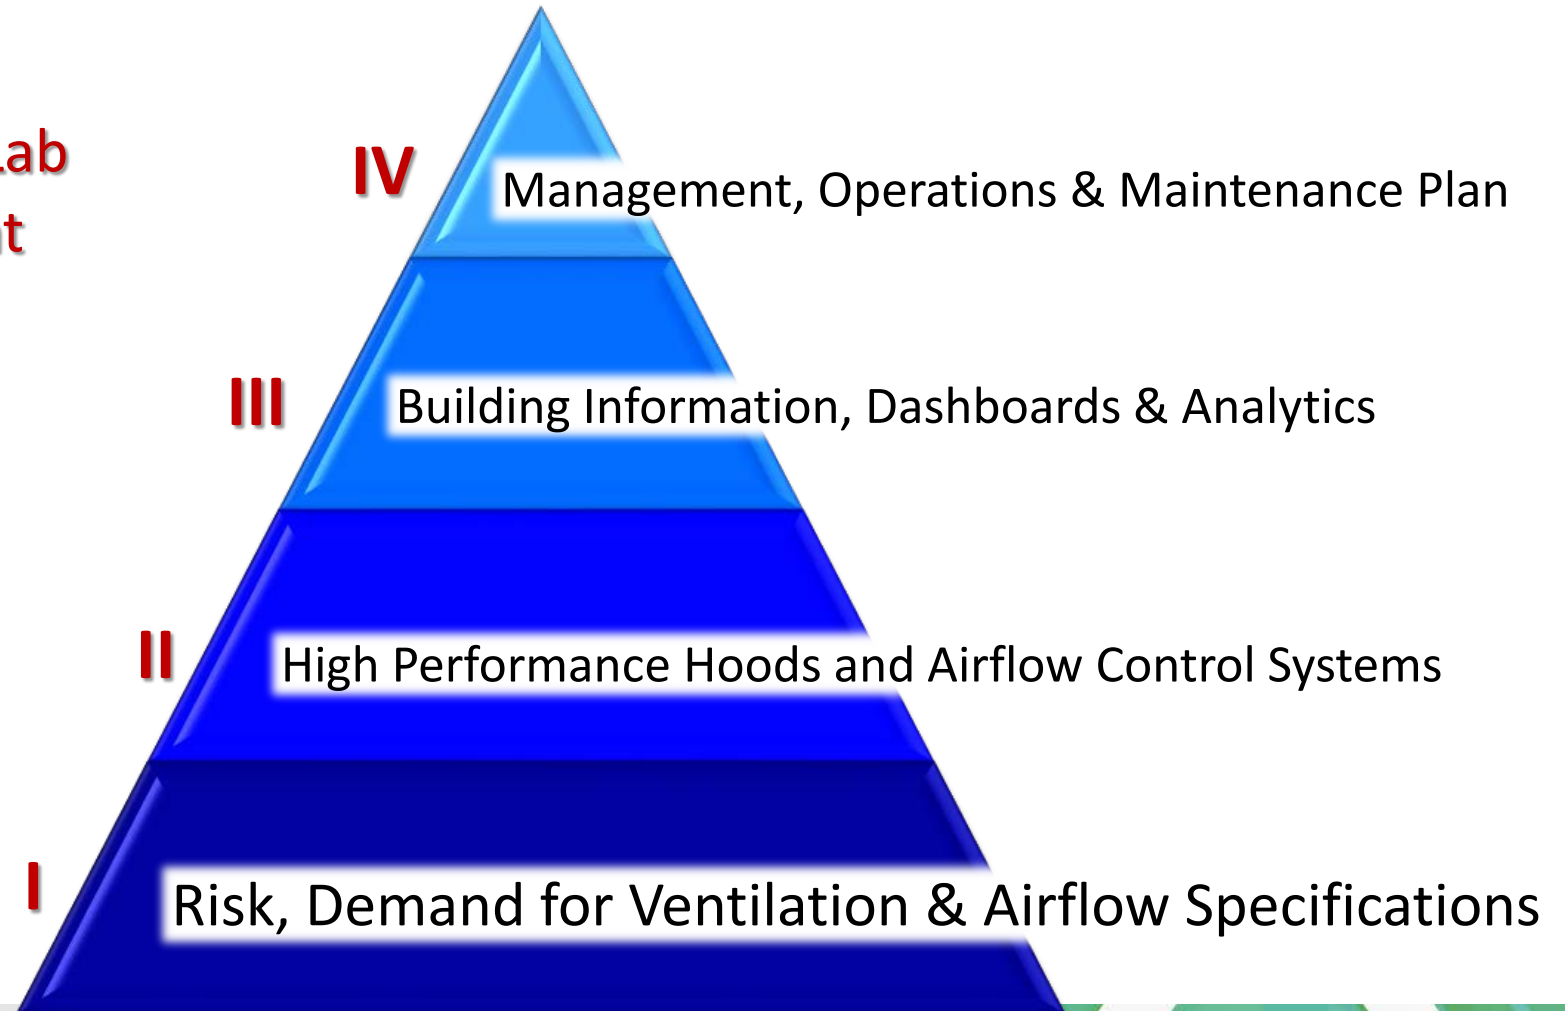 IV
Management, Operations & Maintenance Plan
III
Building Information, Dashboards & Analytics
II
High Performance Hoods and Airflow Control Systems
I
Risk, Demand for Ventilation & Airflow Specifications